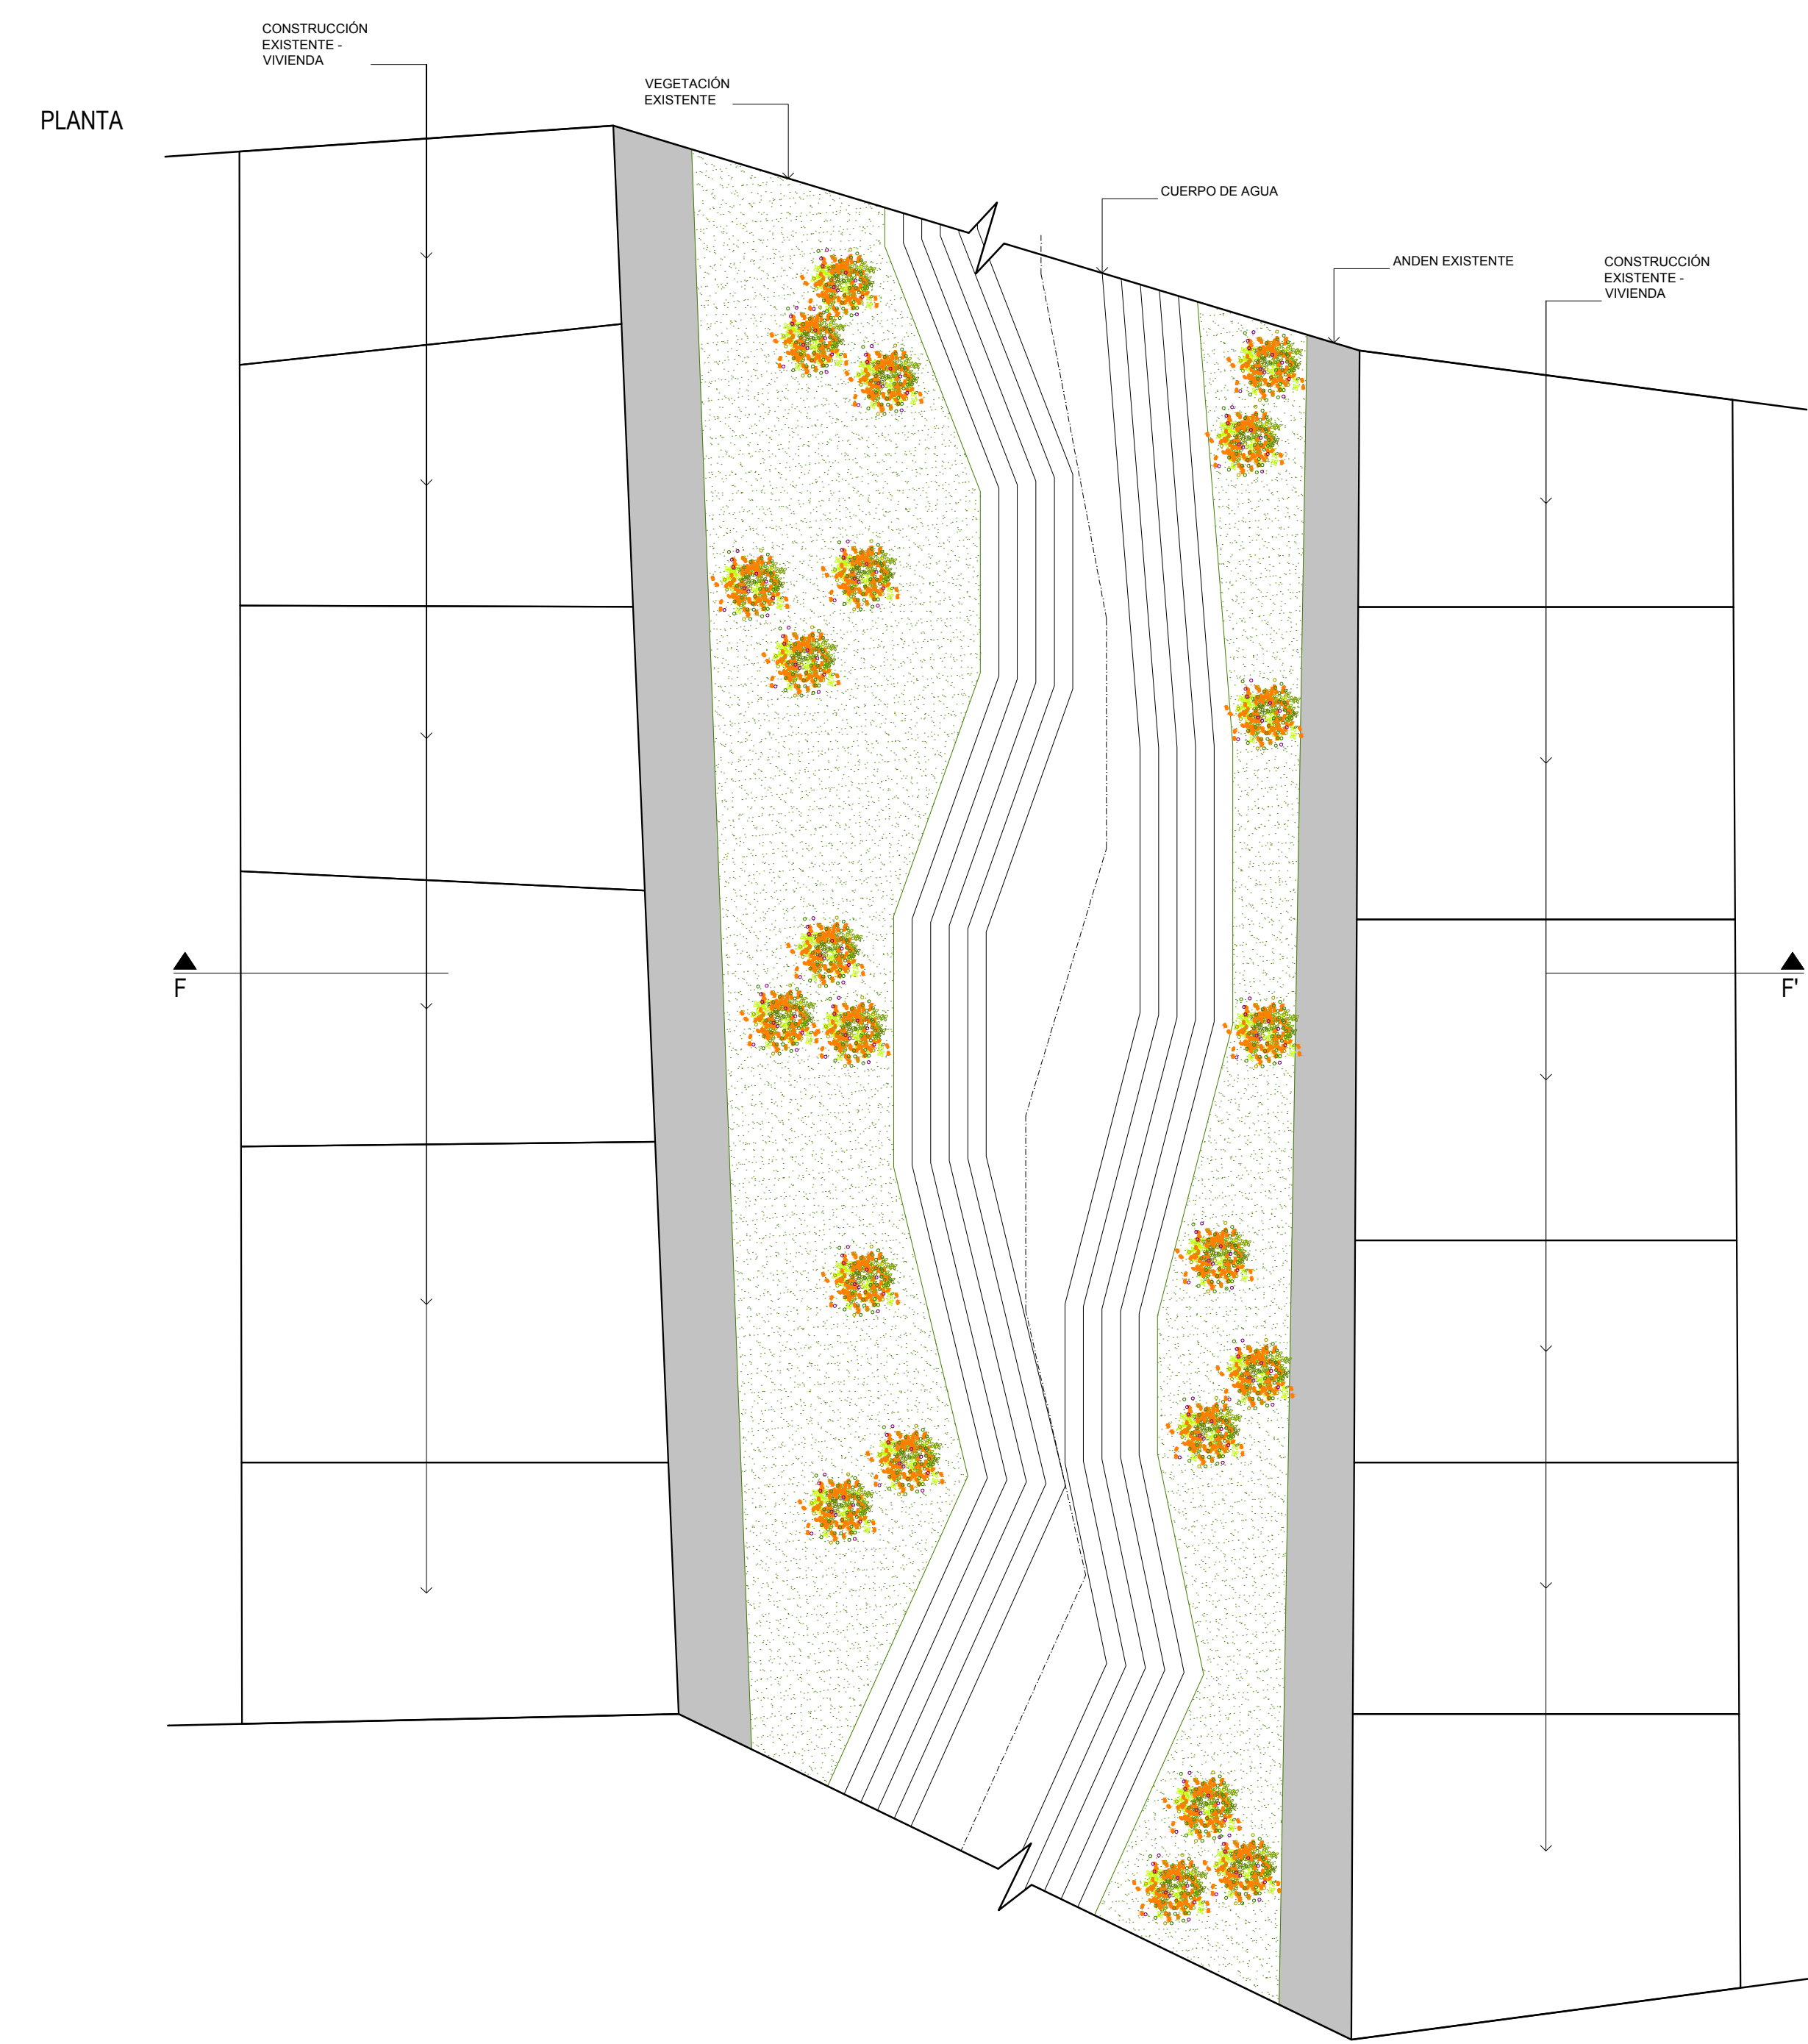 CONSTRUCCIÓN
EXISTENTE -
VIVIENDA
VEGETACIÓN
EXISTENTE
PLANTA
CUERPO DE AGUA
ANDEN EXISTENTE
CONSTRUCCIÓN
EXISTENTE -
VIVIENDA
F
F'